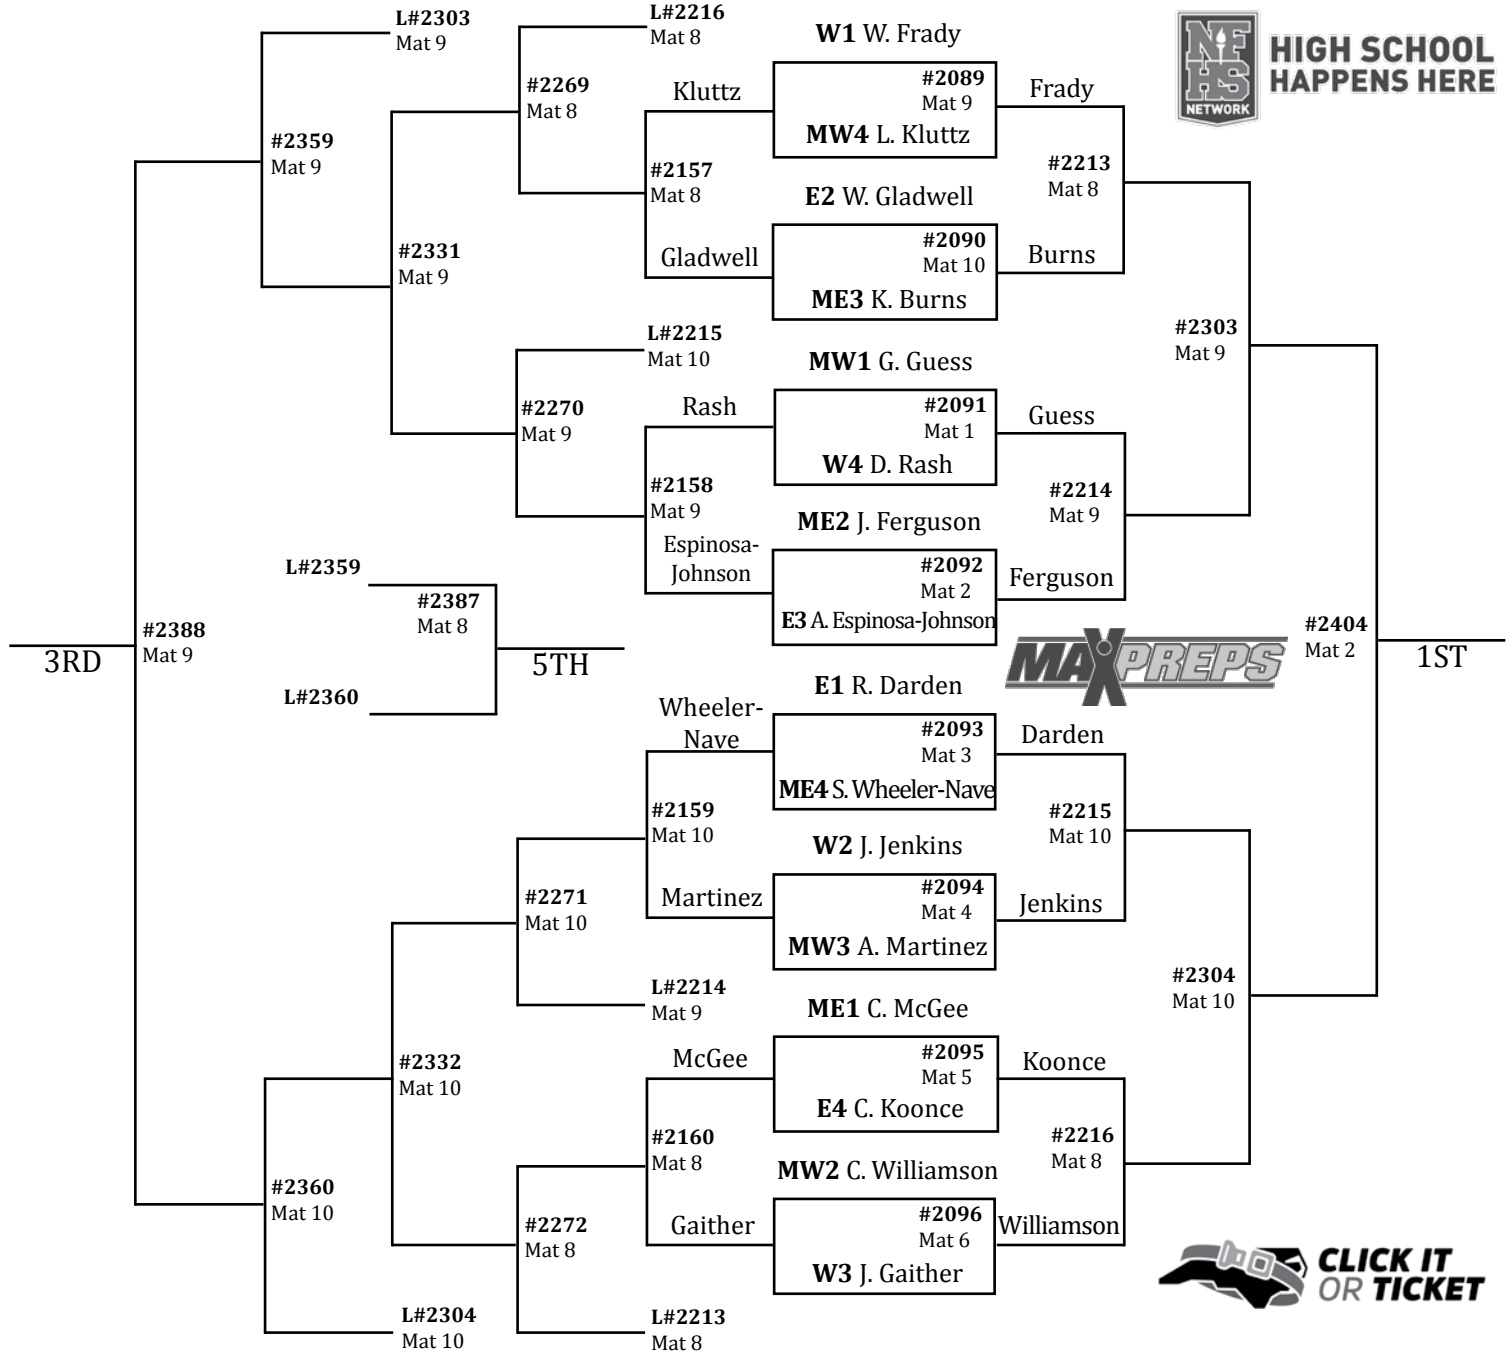 L#2303
Mat 9
#2359
Mat 9
#2331
Mat 9
L#2216
Mat 8
#2269
Mat 8
Kluttz
#2157
Mat 8
Gladwell
L#2215
Mat 10
#2270
Mat 9
Rash
#2158
Mat 9
Espinosa-
Johnson
W1 W. Frady
#2089
Mat 9
MW4 L. Kluttz
E2 W. Gladwell
#2090
Mat 10
ME3 K. Burns
MW1 G. Guess
#2091
Mat 1
W4 D. Rash
ME2 J. Ferguson
#2092
Mat 2
E3 A. Espinosa-Johnson
Frady
#2213
Mat 8
Burns
#2303
Mat 9
Guess
#2214
Mat 9
Ferguson
NFHS
NETWORK
HIGH SCHOOL
HAPPENS HERE
3RD
#2388
Mat 9
L#2359
#2387
Mat 8
L#2360
5TH
MAXPREPS
#2404
Mat 2
1ST
Wheeler-
Nave
#2159
Mat 10
Martinez
#2271
Mat 10
L#2214
Mat 9
#2332
Mat 10
McGee
#2160
Mat 8
Gaither
#2360
Mat 10
#2272
Mat 8
L#2304
Mat 10
L#2213
Mat 8
E1 R. Darden
#2093
Mat 3
ME4 S. Wheeler-Nave
W2 J. Jenkins
#2094
Mat 4
MW3 A. Martinez
ME1 C. McGee
#2095
Mat 5
E4 C. Koonce
MW2 C. Williamson
#2096
Mat 6
W3 J. Gaither
Darden
#2215
Mat 10
Jenkins
#2304
Mat 10
Koonce
#2216
Mat 8
Williamson
CLICK IT
OR TICKET